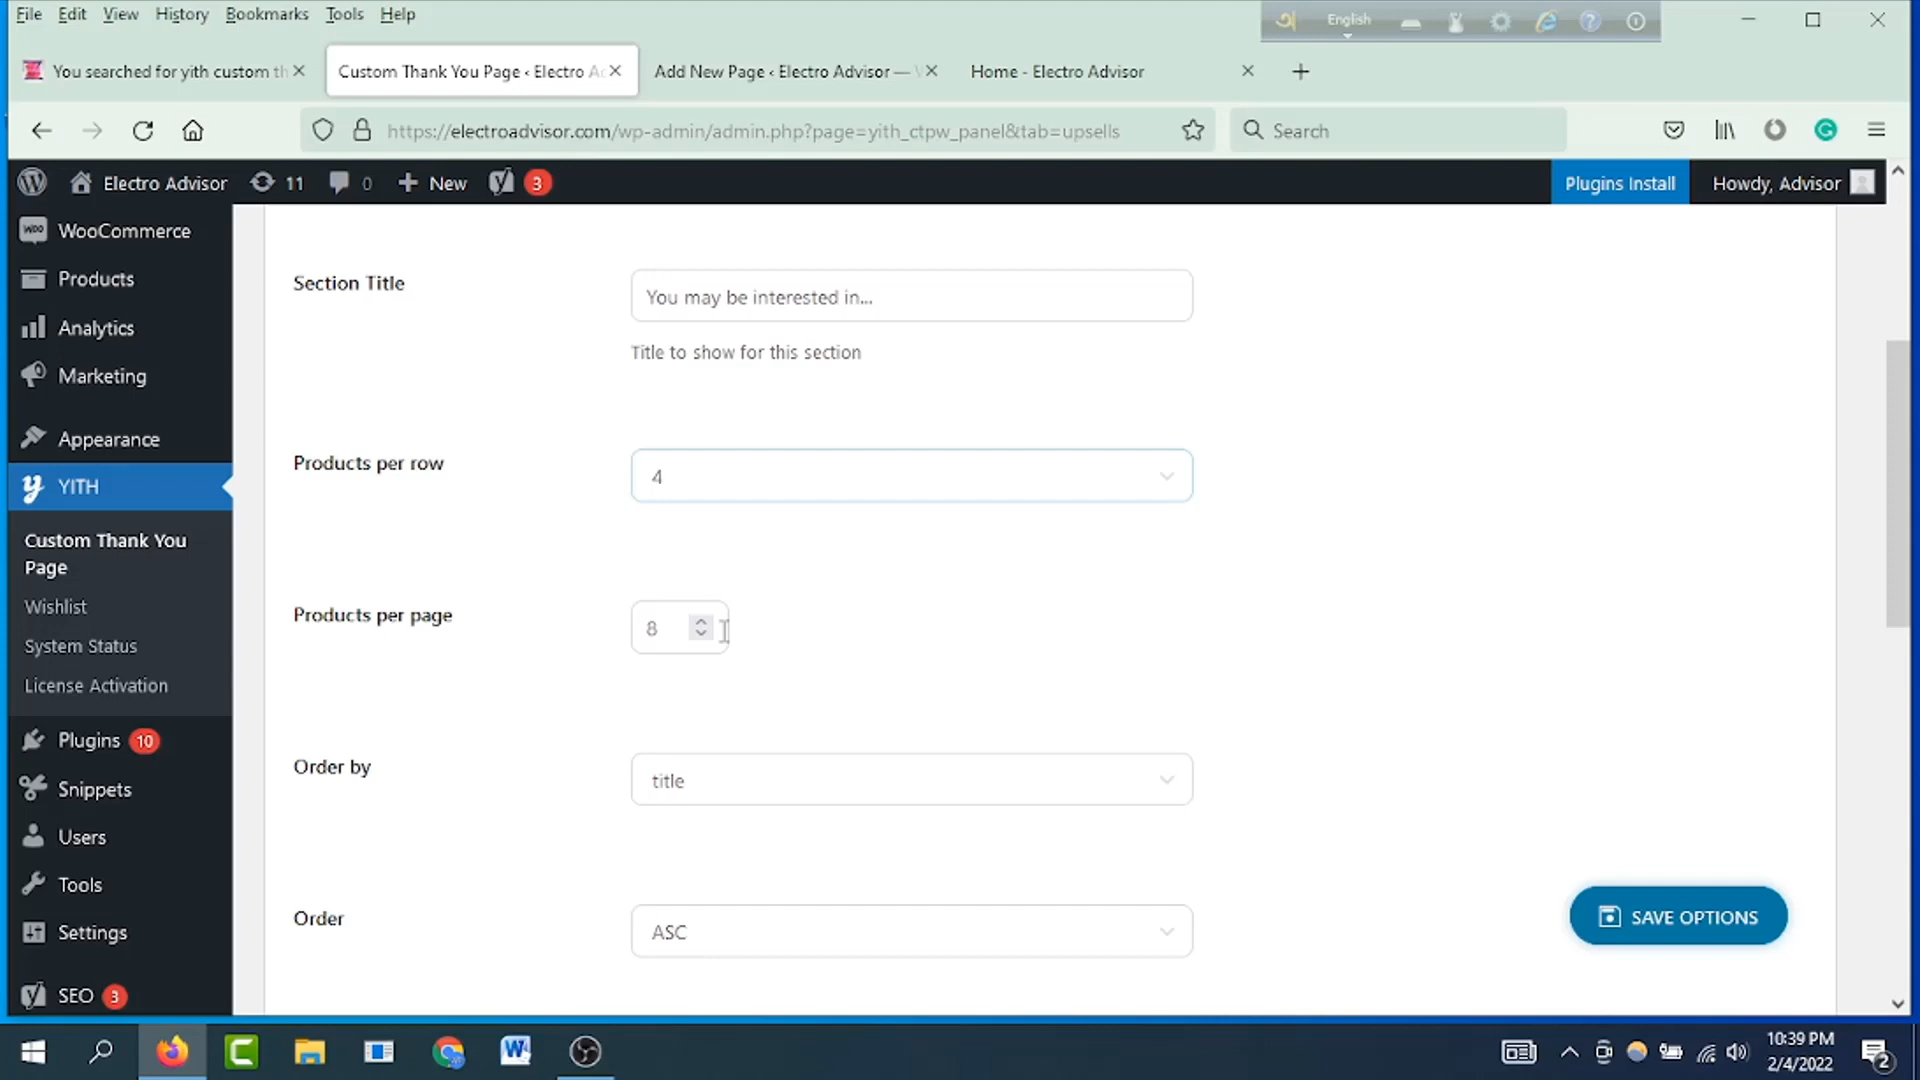 File Edit View History Bookmarks Tools Help
English
You searched for yith custom th
Custom Thank You Page ‹ Electro Ad
Add New Page ‹ Electro Advisor — W
Home - Electro Advisor
https://electroadvisor.com/wp-admin/admin.php?page=yith_ctpw_panel&tab=upsells
Search
Electro Advisor 11 0 New 3
Plugins Install Howdy, Advisor
WooCommerce
Products
Analytics
Marketing
Appearance
YITH
Custom Thank You
Page
Wishlist
System Status
License Activation
Plugins 10
Snippets
Users
Tools
Settings
SEO 3
Section Title
You may be interested in...
Title to show for this section
Products per row
4
Products per page
8
Order by
title
Order
ASC
SAVE OPTIONS
10:39 PM
2/4/2022
2